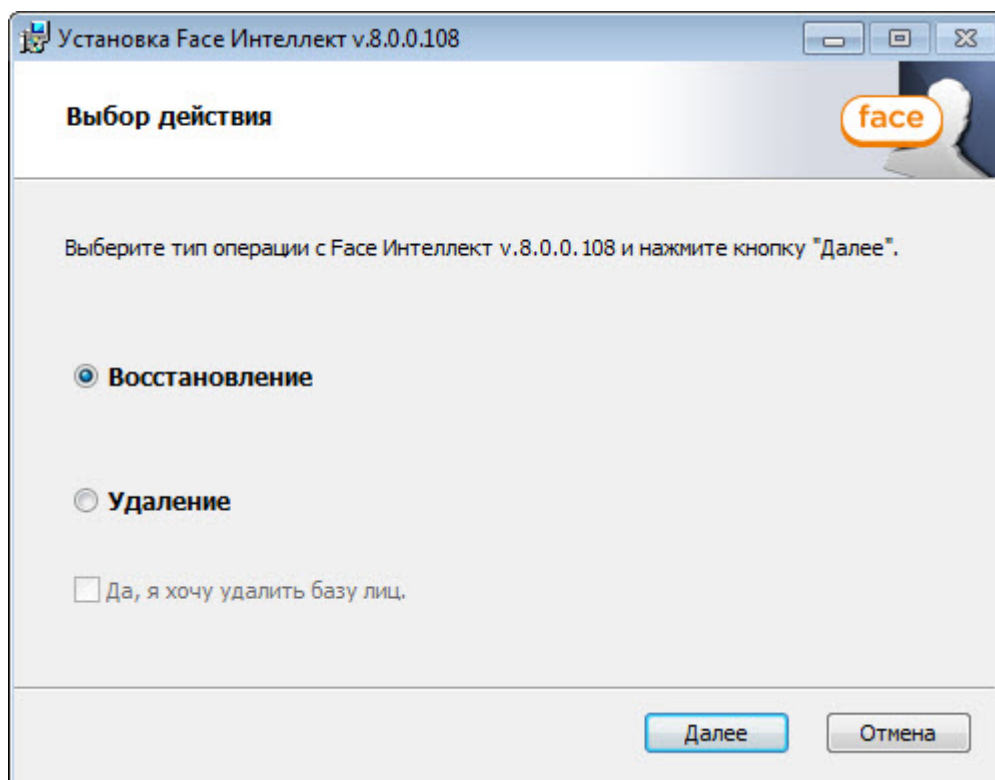 Установка Face Интеллект v.8.0.0.108
Выбор действия
face
Выберите тип операции с Face Интеллект v.8.0.0.108 и нажмите кнопку "Далее".
Восстановление
Удаление
Да, я хочу удалить базу лиц.
Далее
Отмена